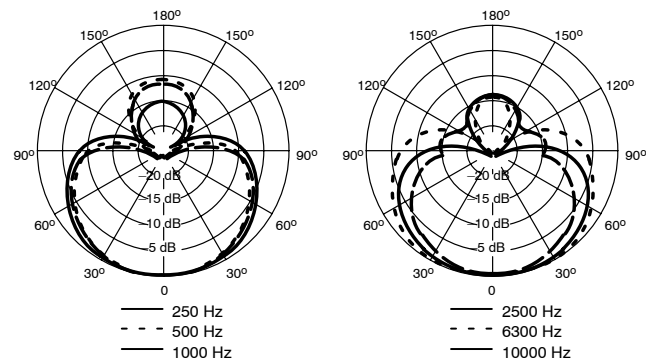 180º 180º
150º 150º 150º 150º
120º 120º 120º 120º
90º 90º 90º 90º
–20 dB –20 dB
–15 dB –15 dB
60º 60º 60º 60º
–10 dB –10 dB
–5 dB –5 dB
30º 30º 30º 30º
0 0
250 Hz 2500 Hz
500 Hz 6300 Hz
1000 Hz 10000 Hz